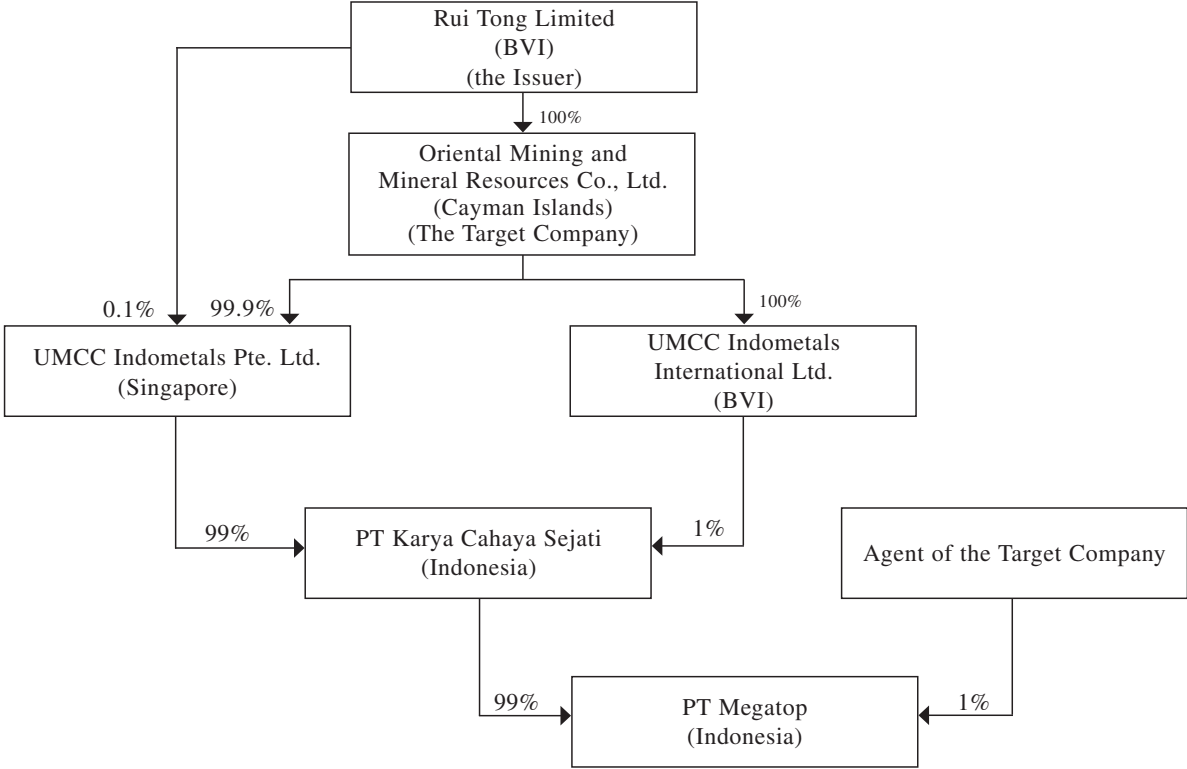 Rui Tong Limited
(BVI)
(the Issuer)
100%
Oriental Mining and
Mineral Resources Co., Ltd.
(Cayman Islands)
(The Target Company)
0.1%
99.9%
100%
UMCC Indometals Pte. Ltd.
(Singapore)
UMCC Indometals
International Ltd.
(BVI)
99%
PT Karya Cahaya Sejati
(Indonesia)
1%
Agent of the Target Company
99%
PT Megatop
(Indonesia)
1%